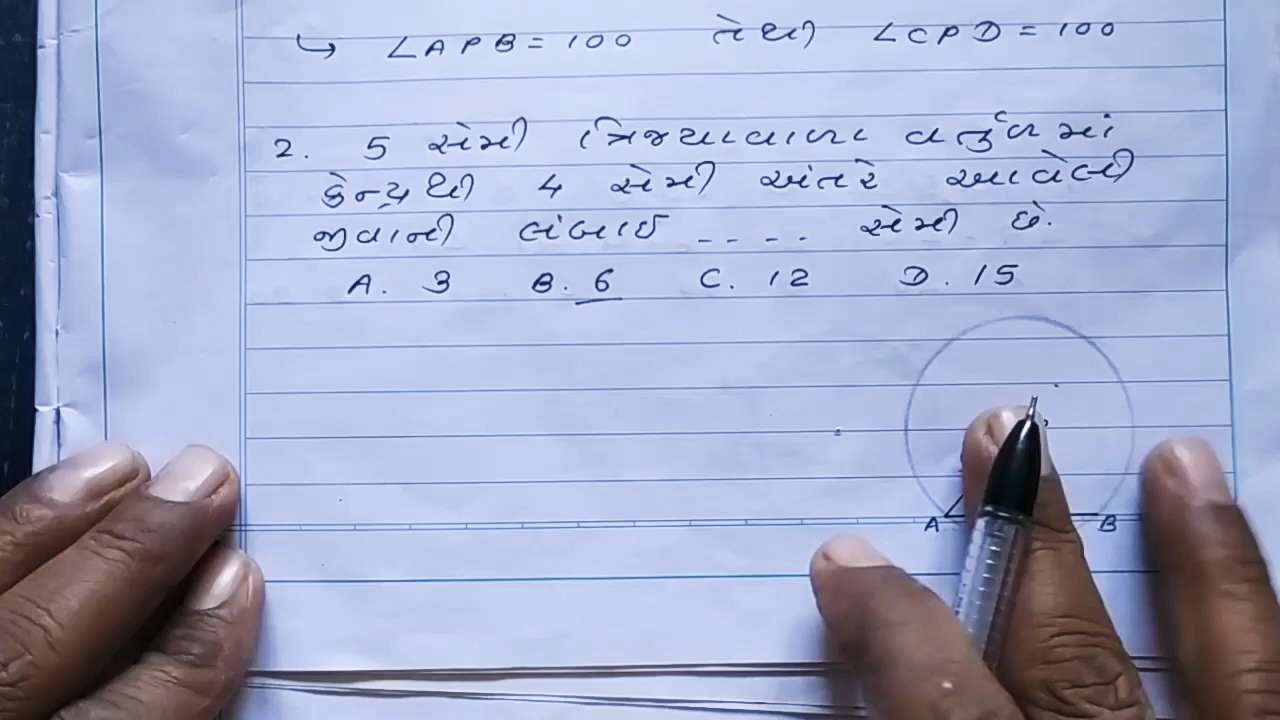 ↳ ∠APB = 100 તેથી ∠CPD = 100
2. 5 સેમી ત્રિજ્યાવાળા વર્તુળમાં
કેન્દ્રથી 4 સેમી અંતરે આવેલી
જીવાની લંબાઈ .... સેમી છે.
A. 3 B. 6 C. 12 D. 15
A B